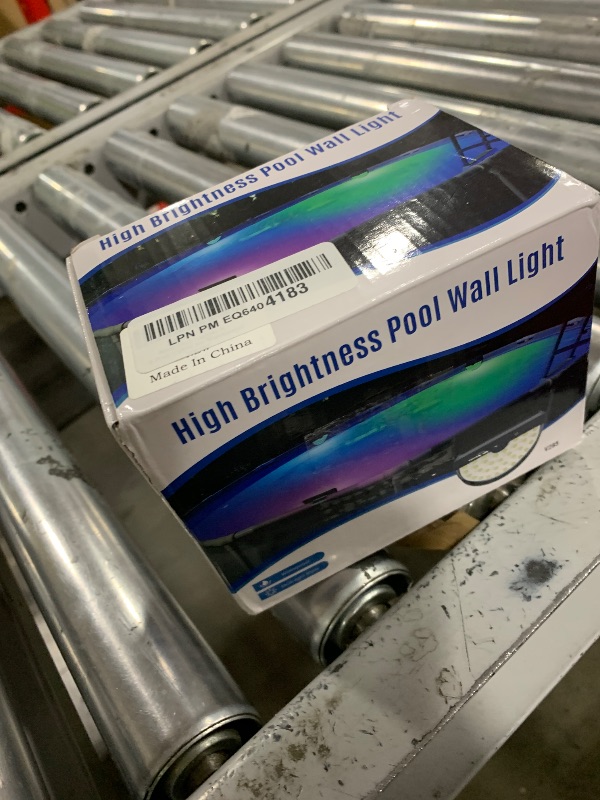 High Brightness Pool Wall Light
LPN PM EQ6404183
Made In China
High Brightness Pool Wall Light